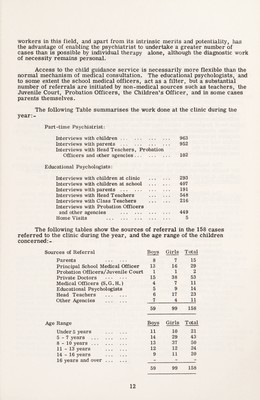 workers in this field, and apart from its intrinsic merits and potentiality, has
the advantage of enabling the psychiatrist to undertake a greater number of
cases than is possible by individual therapy alone, although the diagnostic work
of necessity remains personal.
Access to the child guidance service is necessarily more flexible than the
normal mechanism of medical consultation. The educational psychologists, and
to some extent the school medical officers, act as a filter, but a substantial
number of referrals are initiated by non-medical sources such as teachers, the
Juvenile Court, Probation Officers, the Children's Officer, and in some cases
parents themselves.
The following Table summarises the work done at the clinic during the
year:-
Part-time Psychiatrist:
Interviews with children ... ... ... ... 963
Interviews with parents ... ... ... ... 952
Interviews with Head Teachers, Probation
Officers and other agencies ... ... ... 102
Educational Psychologists:
Interviews with children at clinic ... ... 293
Interviews with children at school ... ... 497
Interviews with parents ... ... ... ... 191
Interviews with Head Teachers ... ... 348
Interviews with Class Teachers ... ... 216
Interviews with Probation Officers
and other agencies ... ... ... ... 449
Home Visits ... ... ... ... ... 5
The following tables show the sources of referral in the 158 cases
referred to the clinic during the year, and the age range of the children
concerned:-
Sources of Referral Boys Girls Total
Parents ... ... ... 8 7 15
Principal School Medical Officer 15 14 29
Probation Officers/Juvenile Court 1 1 2
Private Doctors ... ... 15 38 53
Medical Officers (S.G.H.) 4 7 11
Educational Psychologists 5 9 14
Head Teachers ... ... 6 17 23
Other Agencies ... ... 7 4 11
59 99 158
Age Range Boys Girls Total
Under 5 years ... ... 11 10 21
5 - 7 years ... ... ... 14 29 43
8 - 10 years ... ... ... 13 37 50
11 - 13 years ... ... 12 12 24
14 - 16 years ... ... 9 11 20
16 years and over ... ... - - -
59 99 158
12